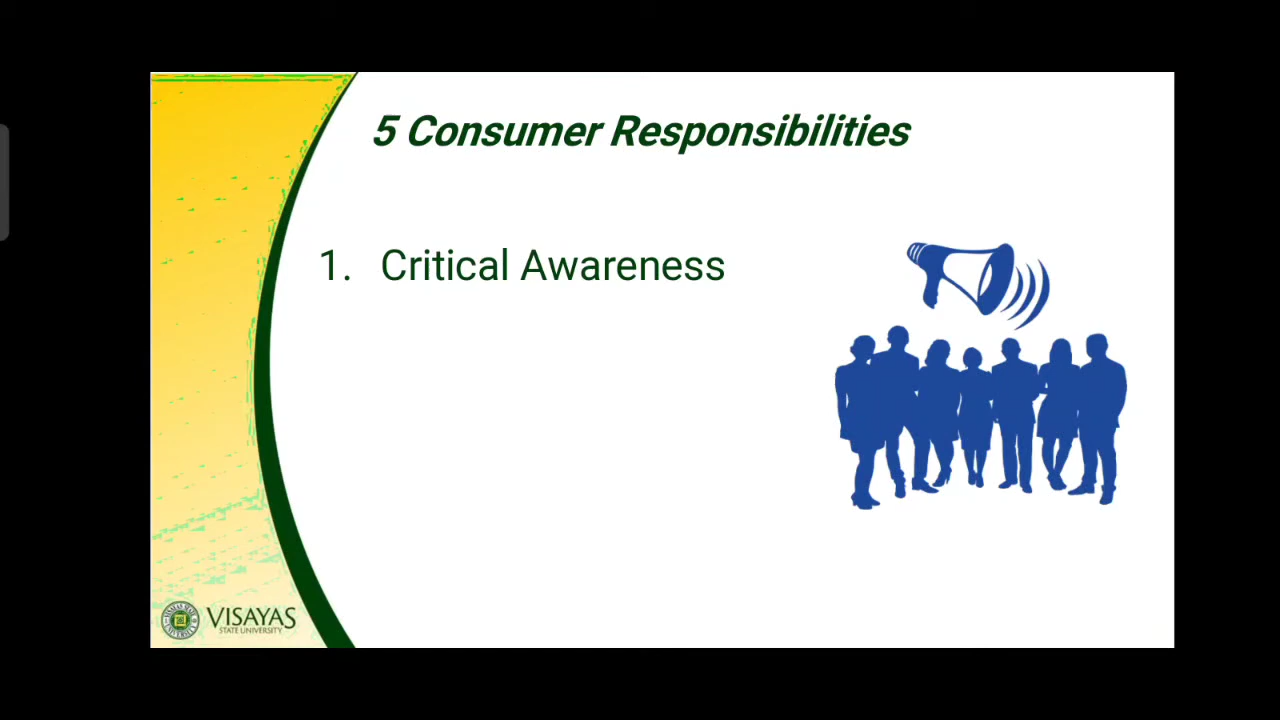 5 Consumer Responsibilities
1. Critical Awareness
VISAYAS
STATE UNIVERSITY